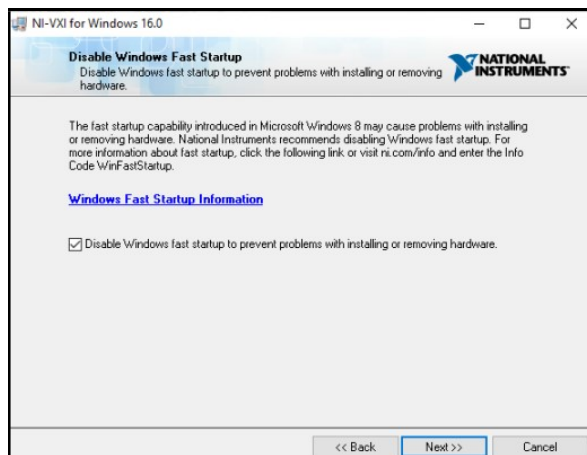 NI-VXI for Windows 16.0
Disable Windows Fast Startup
Disable Windows fast startup to prevent problems with installing or removing
hardware.
NATIONAL
INSTRUMENTS™
The fast startup capability introduced in Microsoft Windows 8 may cause problems with installing
or removing hardware. National Instruments recommends disabling Windows fast startup. For
more information about fast startup, click the following link or visit ni.com/info and enter the Info
Code WinFastStartup.
Windows Fast Startup Information
Disable Windows fast startup to prevent problems with installing or removing hardware.
<< Back
Next >>
Cancel